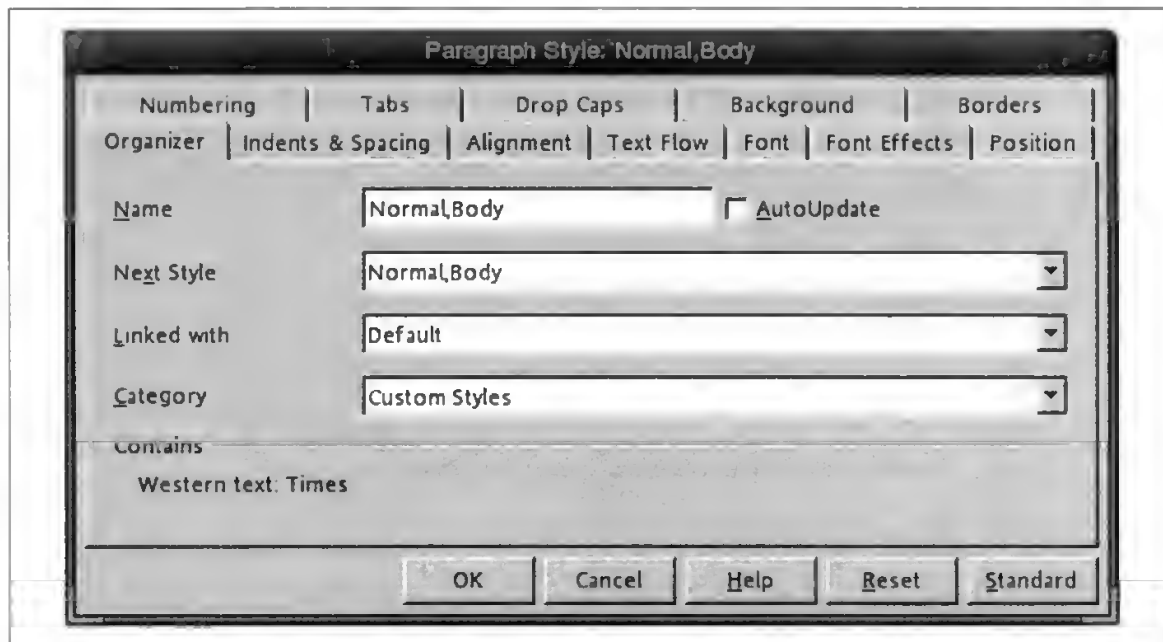 Paragraph Style: Normal,Body
Numbering Tabs Drop Caps Background Borders
Organizer Indents & Spacing Alignment Text Flow Font Font Effects Position
Name Normal,Body AutoUpdate
Next Style Normal,Body
Linked with Default
Category Custom Styles
Contains
Western text: Times
OK Cancel Help Reset Standard